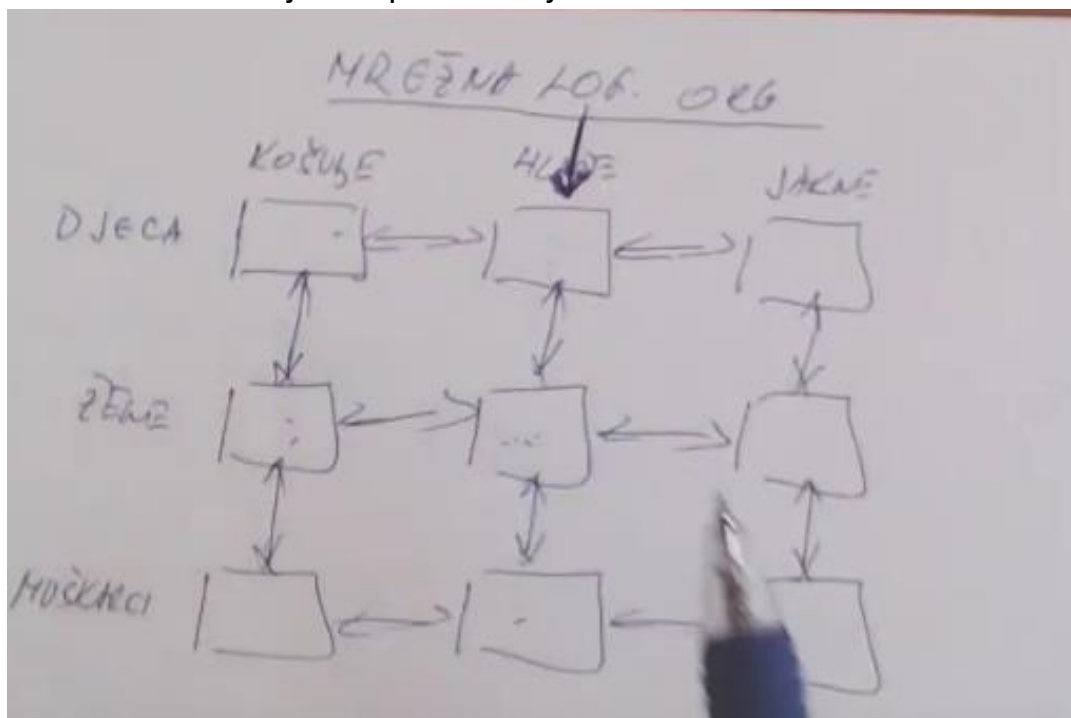 MREŽNA LOG. ORG
KOŠULJE JAKNE
DJECA
ŽENE
MUŠKARCI